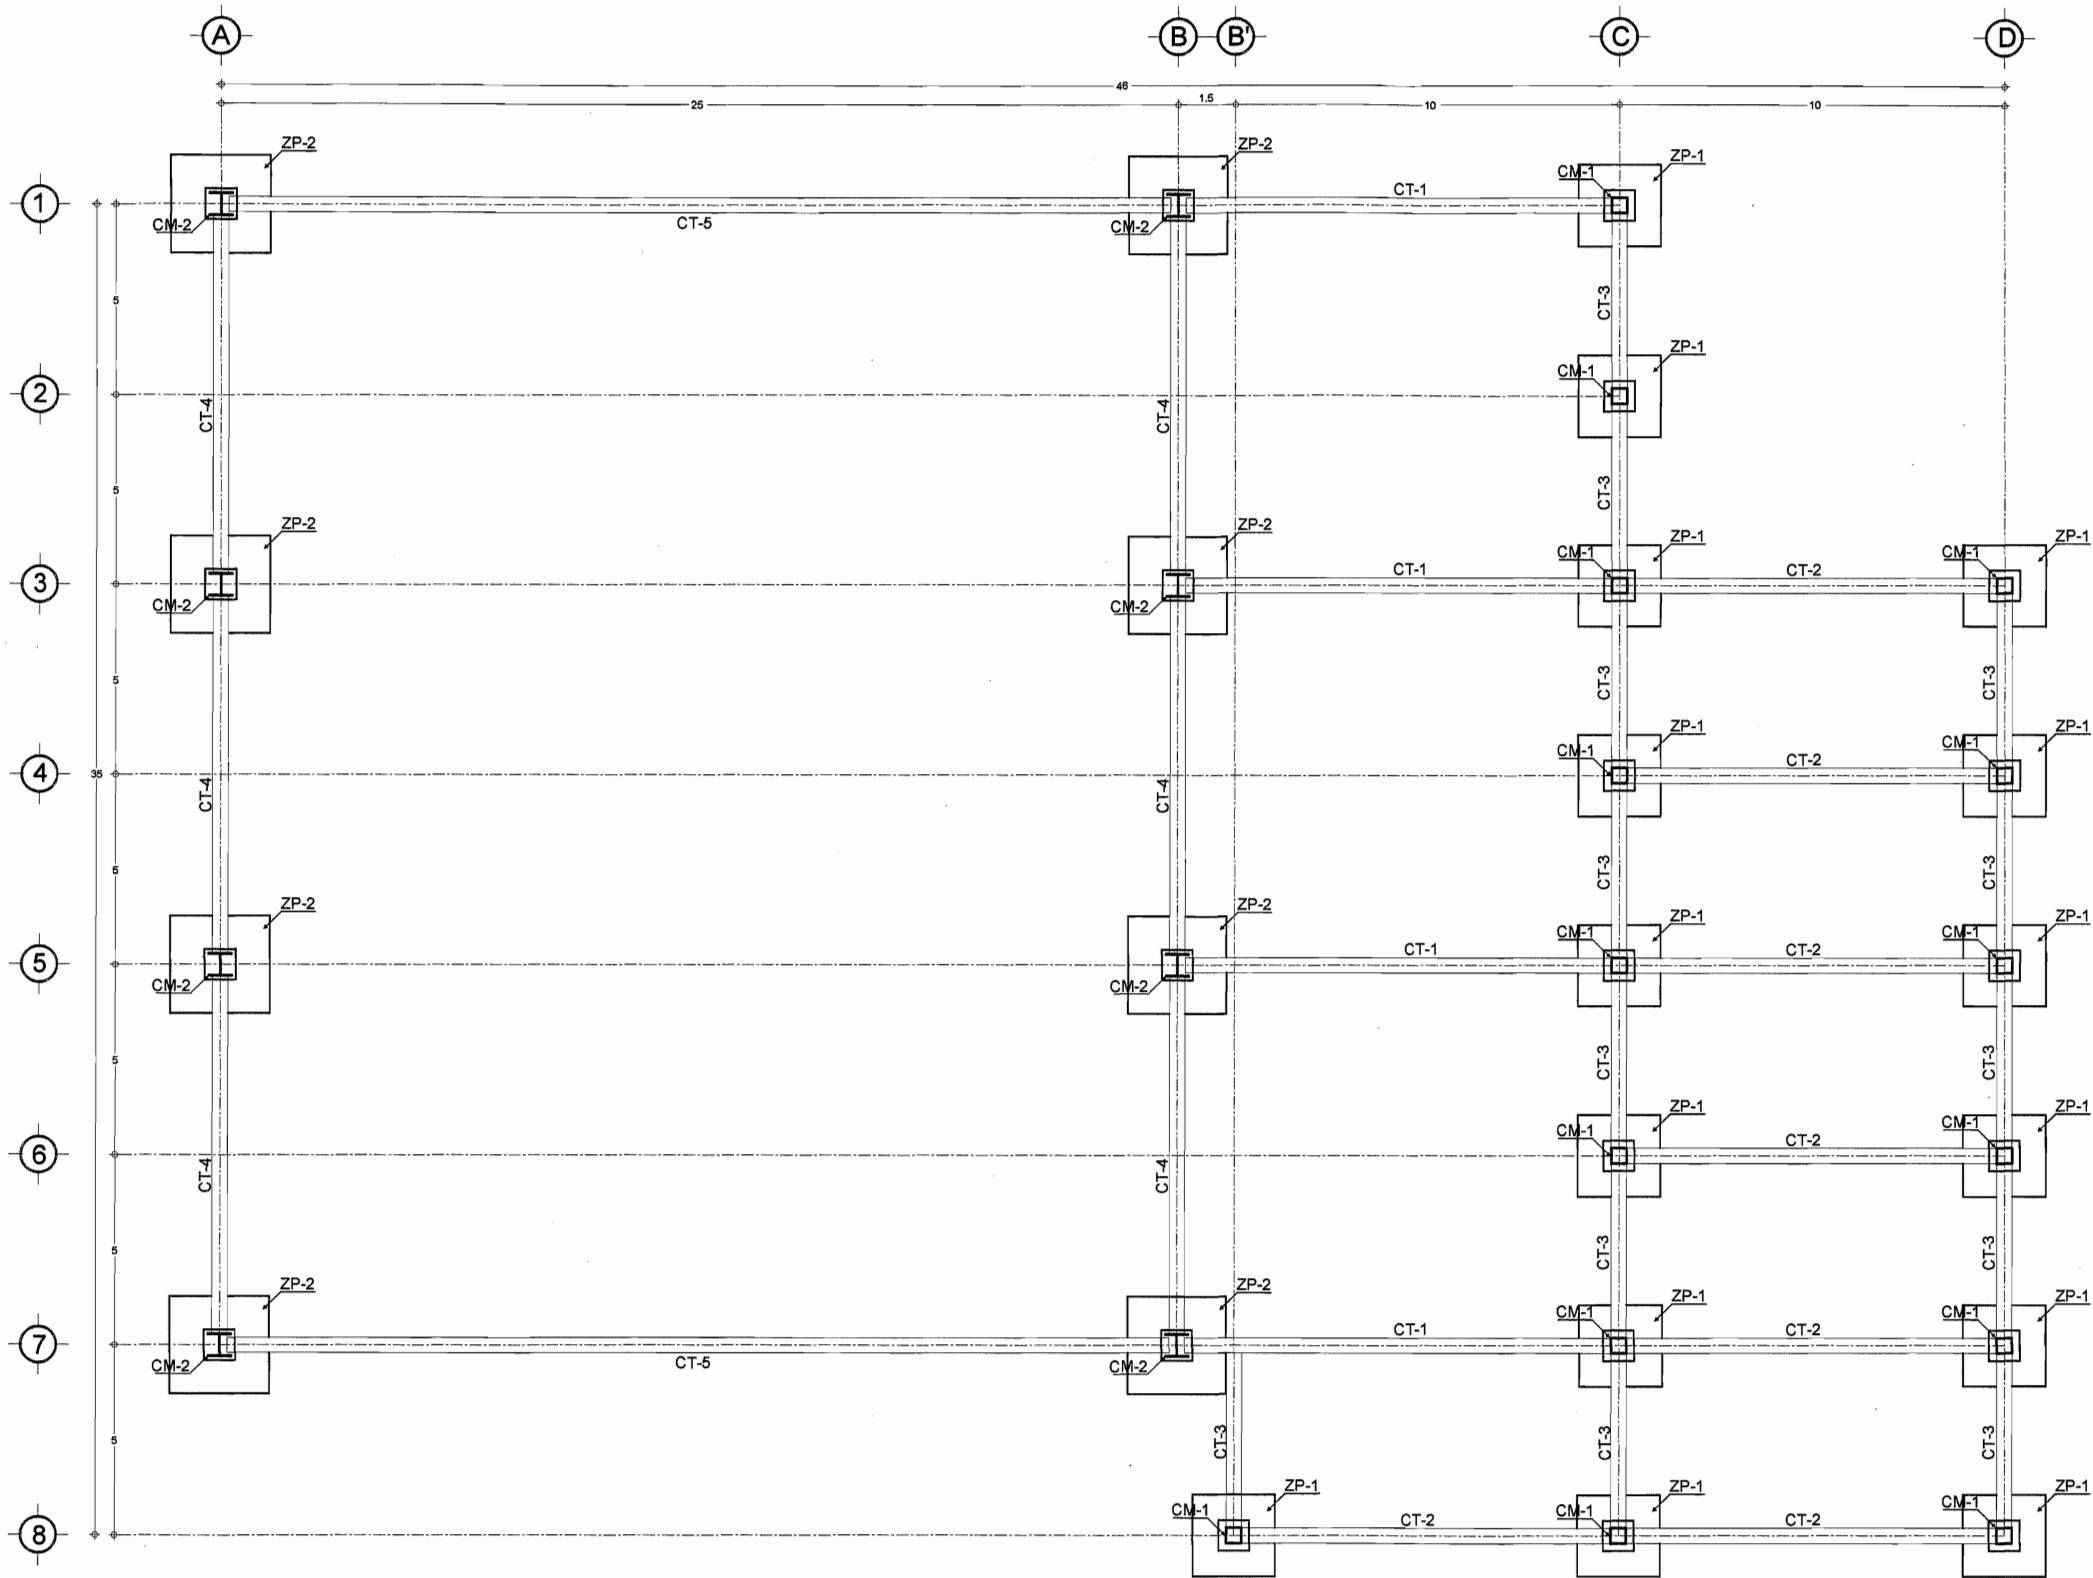 A B B' C D
46
25 1.5 10 10
ZP-2 ZP-2 ZP-1
1 CM-1 CT-1
CM-2 CT-5 CM-2
5 CT-3
ZP-1
2 CM-1
CT-4 CT-4
5 CT-3
ZP-2 ZP-2 ZP-1 ZP-1
3 CM-1 CM-1
CT-1 CT-2
CM-2 CM-2
5 CT-3 CT-3
ZP-1 ZP-1
4 CM-1 CM-1
CT-2
35
CT-4 CT-4
5 CT-3 CT-3
ZP-2 ZP-2 ZP-1 ZP-1
5 CM-1 CM-1
CT-1 CT-2
CM-2 CM-2
5 CT-3 CT-3
ZP-1 ZP-1
6 CM-1 CM-1
CT-2
CT-4 CT-4
5 CT-3 CT-3
ZP-2 ZP-2 ZP-1 ZP-1
7 CM-1 CM-1
CT-1 CT-2
CM-2 CT-5 CM-2
5 CT-3 CT-3 CT-3
ZP-1 ZP-1 ZP-1
8 CM-1 CM-1 CM-1
CT-2 CT-2